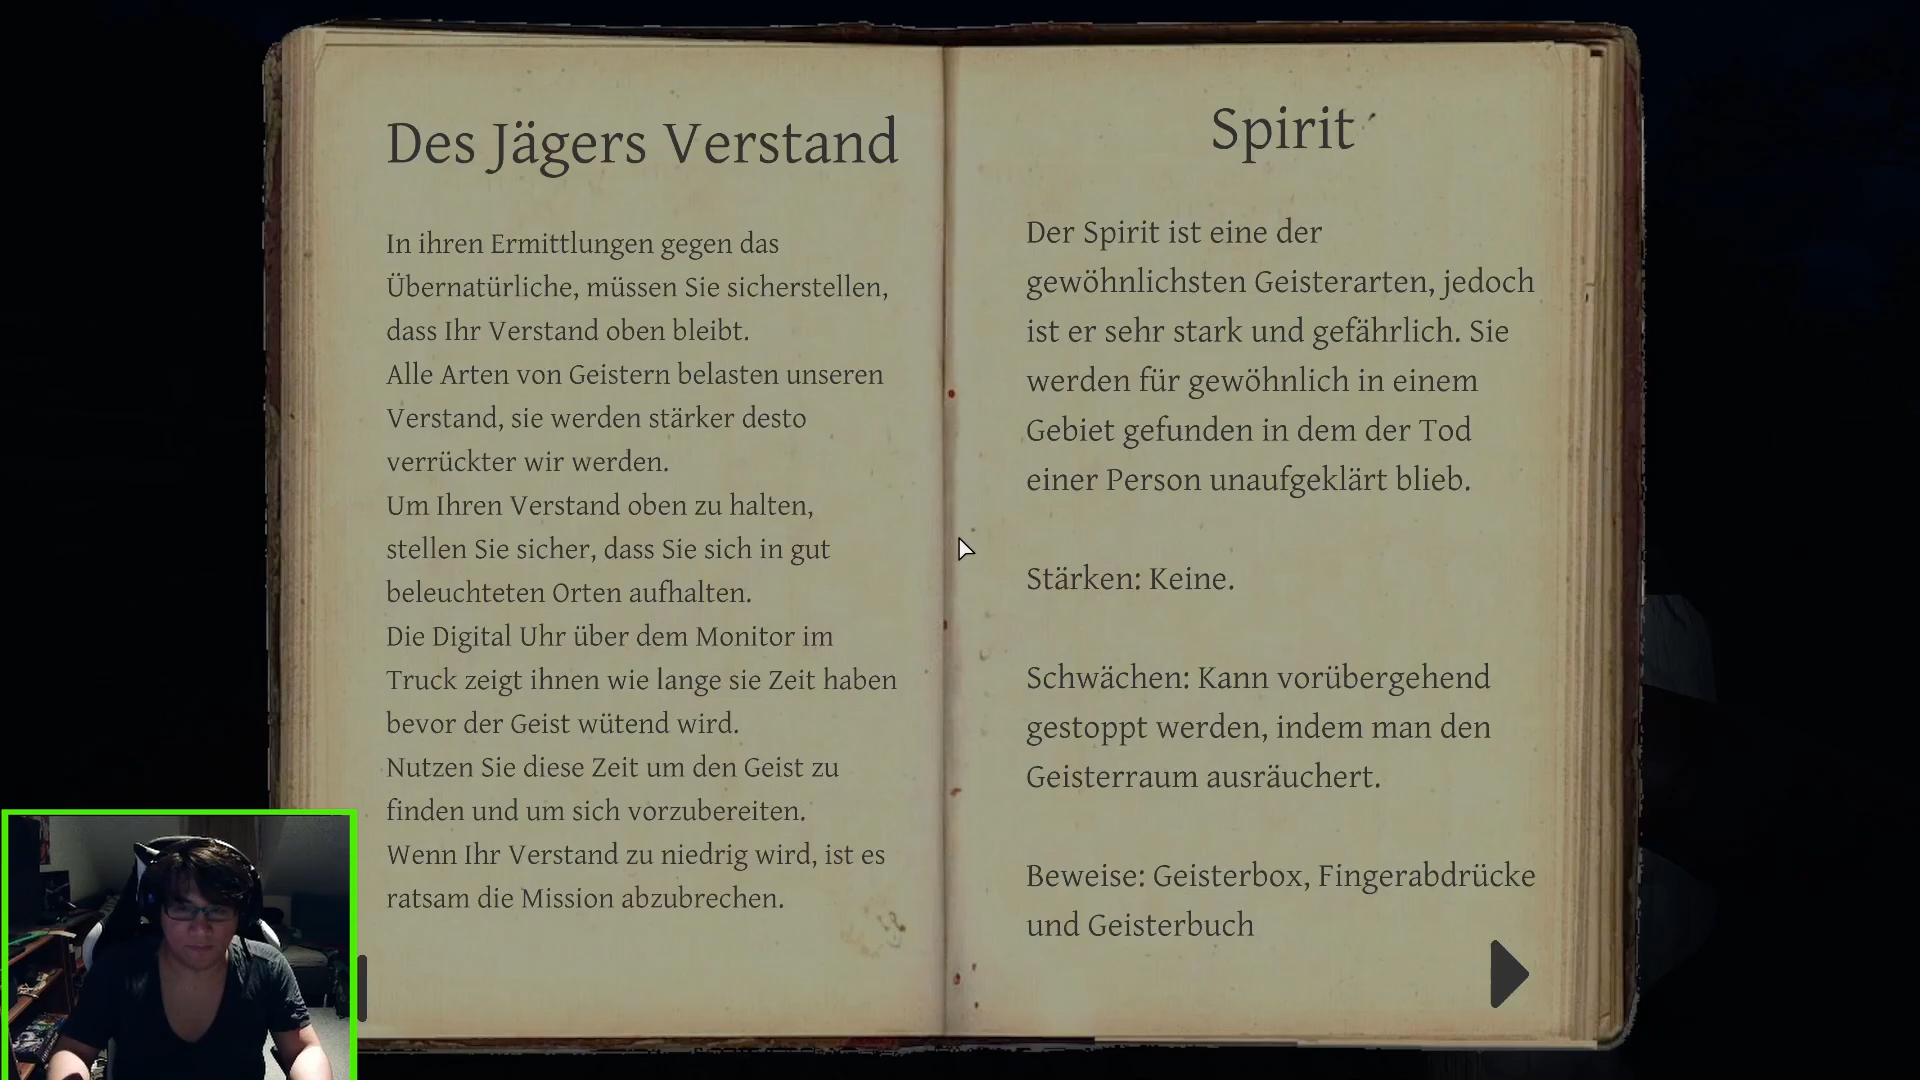 Des Jägers Verstand
In ihren Ermittlungen gegen das
Übernatürliche, müssen Sie sicherstellen,
dass Ihr Verstand oben bleibt.
Alle Arten von Geistern belasten unseren
Verstand, sie werden stärker desto
verrückter wir werden.
Um Ihren Verstand oben zu halten,
stellen Sie sicher, dass Sie sich in gut
beleuchteten Orten aufhalten.
Die Digital Uhr über dem Monitor im
Truck zeigt ihnen wie lange sie Zeit haben
bevor der Geist wütend wird.
Nutzen Sie diese Zeit um den Geist zu
finden und um sich vorzubereiten.
Wenn Ihr Verstand zu niedrig wird, ist es
ratsam die Mission abzubrechen.
Spirit
Der Spirit ist eine der
gewöhnlichsten Geisterarten, jedoch
ist er sehr stark und gefährlich. Sie
werden für gewöhnlich in einem
Gebiet gefunden in dem der Tod
einer Person unaufgeklärt blieb.
Stärken: Keine.
Schwächen: Kann vorübergehend
gestoppt werden, indem man den
Geisterraum ausräuchert.
Beweise: Geisterbox, Fingerabdrücke
und Geisterbuch